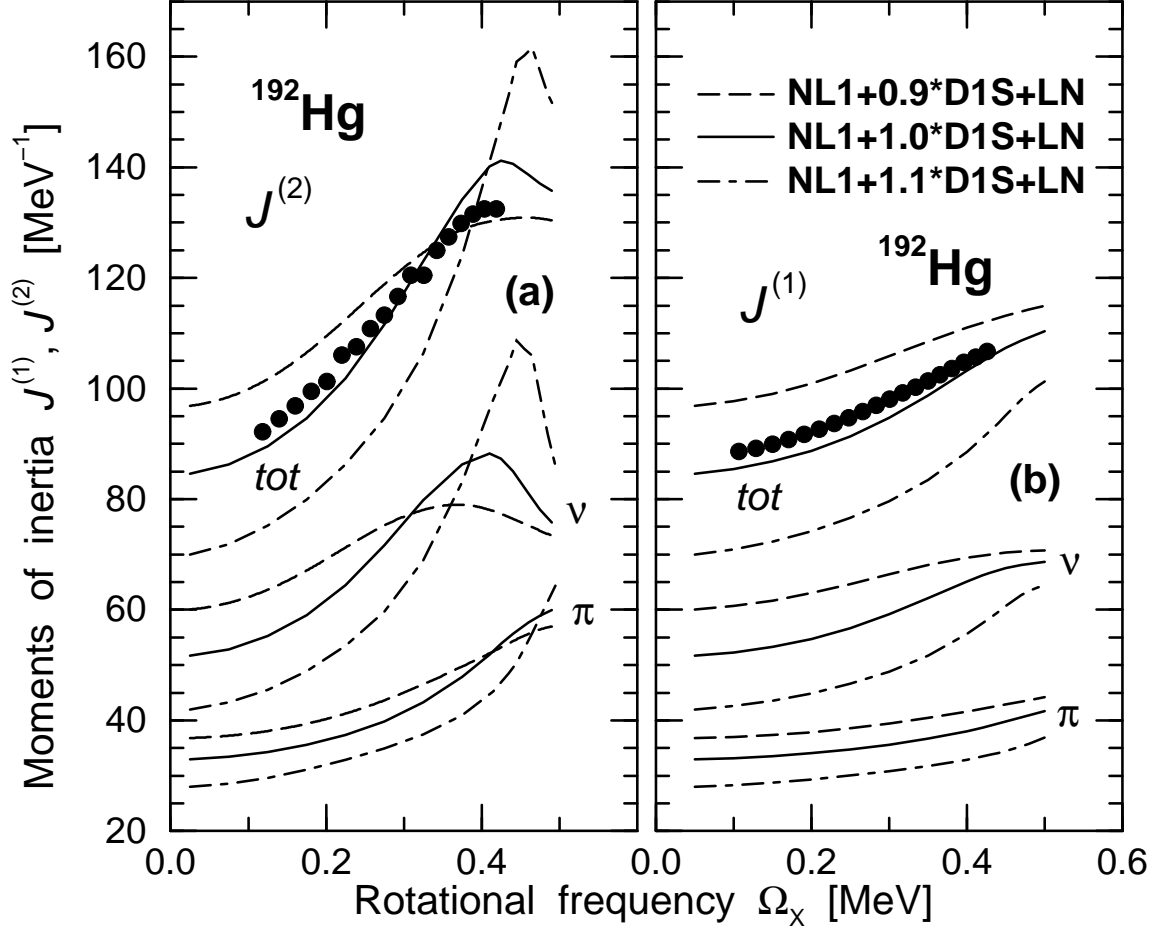 Moments of inertia J⁽¹⁾, J⁽²⁾ [MeV⁻¹]
160
140
120
100
80
60
40
20
¹⁹²Hg
J⁽²⁾
(a)
tot
ν
π
0.0
0.2
0.4
NL1+0.9*D1S+LN
NL1+1.0*D1S+LN
NL1+1.1*D1S+LN
¹⁹²Hg
J⁽¹⁾
(b)
tot
ν
π
0.0
0.2
0.4
0.6
Rotational frequency Ωₓ [MeV]